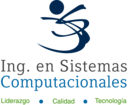 Ing. en Sistemas
Computacionales
Liderazgo • Calidad • Tecnología